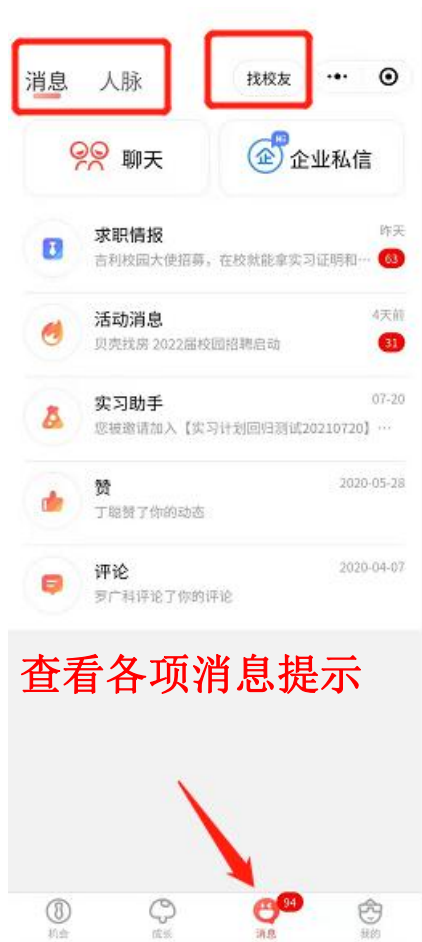 消息 人脉 找校友
聊天 企业私信
求职情报 昨天
吉利校园大使招募，在校就能拿实习证明和… 63
活动消息 4天前
贝壳找房 2022届校园招聘启动 31
实习助手 07-20
您被邀请加入【实习计划回归测试20210720】…
赞 2020-05-28
丁聪赞了你的动态
评论 2020-04-07
罗广科评论了你的评论
查看各项消息提示
94
机会 成长 消息 我的